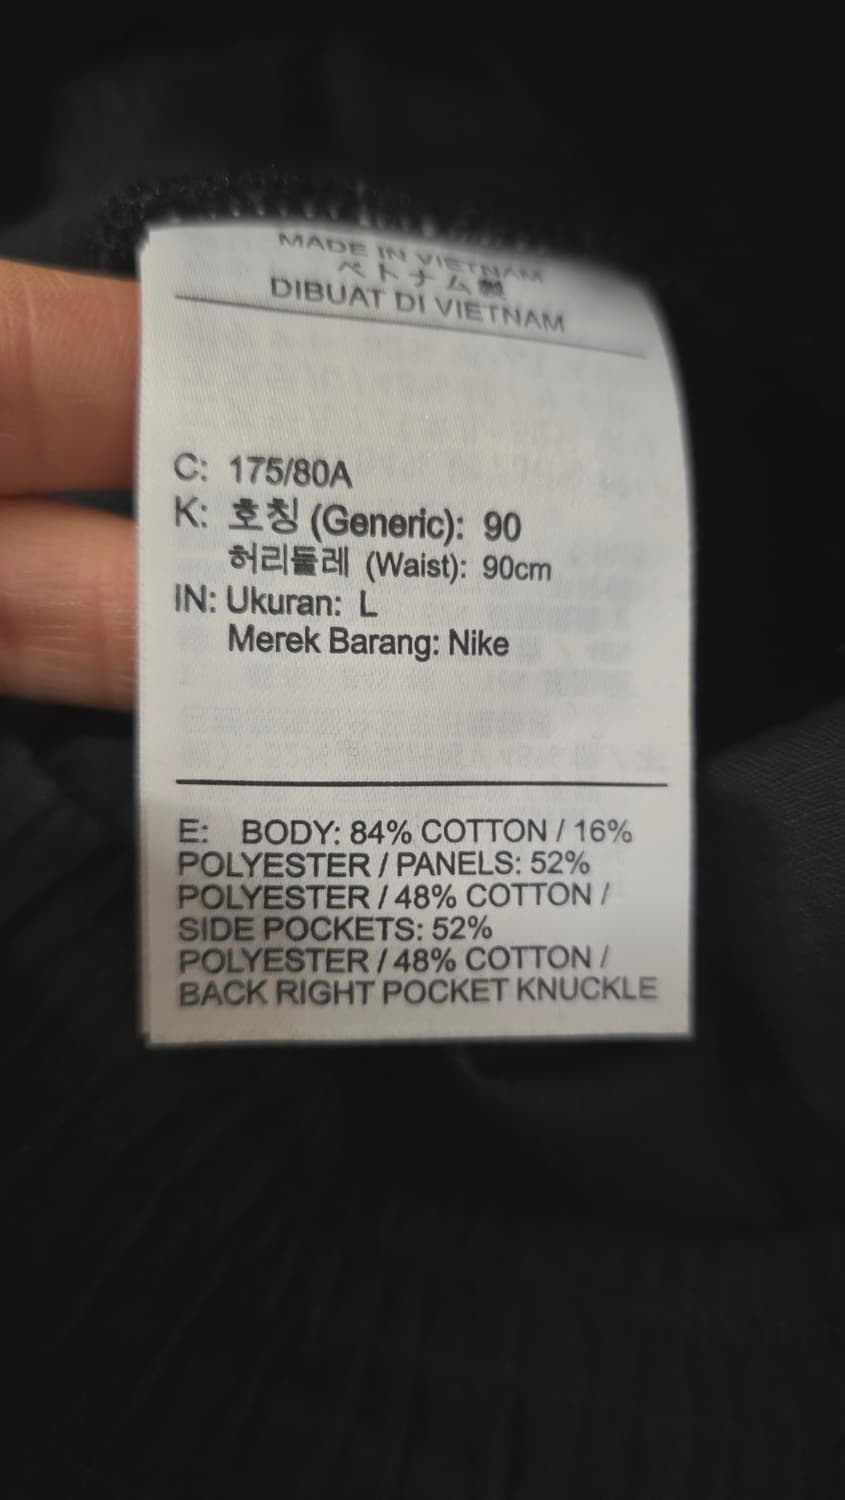 MADE IN VIETNAM
ベトナム製
DIBUAT DI VIETNAM
C: 175/80A
K: 호칭 (Generic): 90
허리둘레 (Waist): 90cm
IN: Ukuran: L
Merek Barang: Nike
E: BODY: 84% COTTON / 16%
POLYESTER / PANELS: 52%
POLYESTER / 48% COTTON /
SIDE POCKETS: 52%
POLYESTER / 48% COTTON /
BACK RIGHT POCKET KNUCKLE